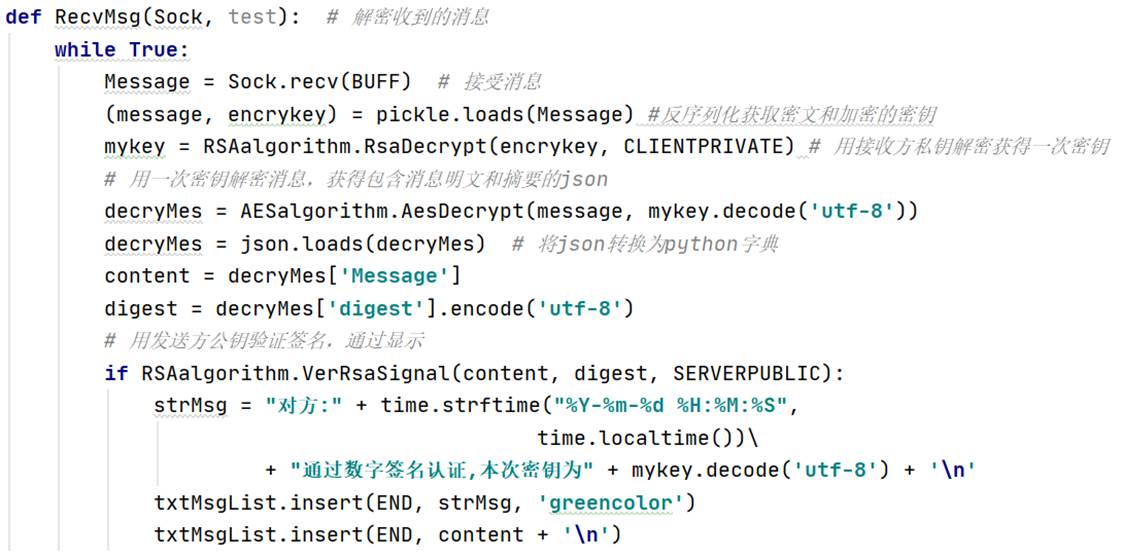 def RecvMsg(Sock, test):  # 解密收到的消息
    while True:
        Message = Sock.recv(BUFF)  # 接受消息
        (message, encrykey) = pickle.loads(Message) #反序列化获取密文和加密的密钥
        mykey = RSAalgorithm.RsaDecrypt(encrykey, CLIENTPRIVATE) # 用接收方私钥解密获得一次密钥
        # 用一次密钥解密消息，获得包含消息明文和摘要的json
        decryMes = AESalgorithm.AesDecrypt(message, mykey.decode('utf-8'))
        decryMes = json.loads(decryMes)  # 将json转换为python字典
        content = decryMes['Message']
        digest = decryMes['digest'].encode('utf-8')
        # 用发送方公钥验证签名，通过显示
        if RSAalgorithm.VerRsaSignal(content, digest, SERVERPUBLIC):
            strMsg = "对方:" + time.strftime("%Y-%m-%d %H:%M:%S",
                                           time.localtime())\
                     + "通过数字签名认证,本次密钥为" + mykey.decode('utf-8') + '\n'
            txtMsgList.insert(END, strMsg, 'greencolor')
            txtMsgList.insert(END, content + '\n')